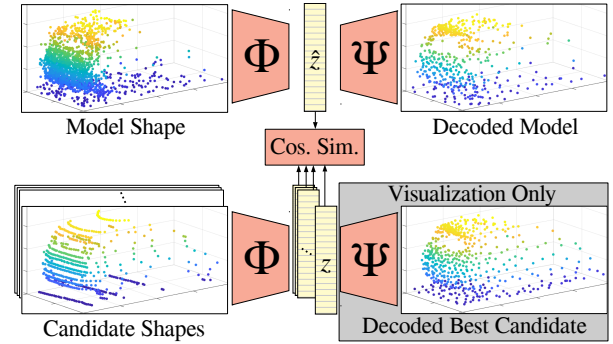 Φ
ẑ
Ψ
Model Shape
Decoded Model
Cos. Sim.
Visualization Only
Φ
z
Ψ
Candidate Shapes
Decoded Best Candidate